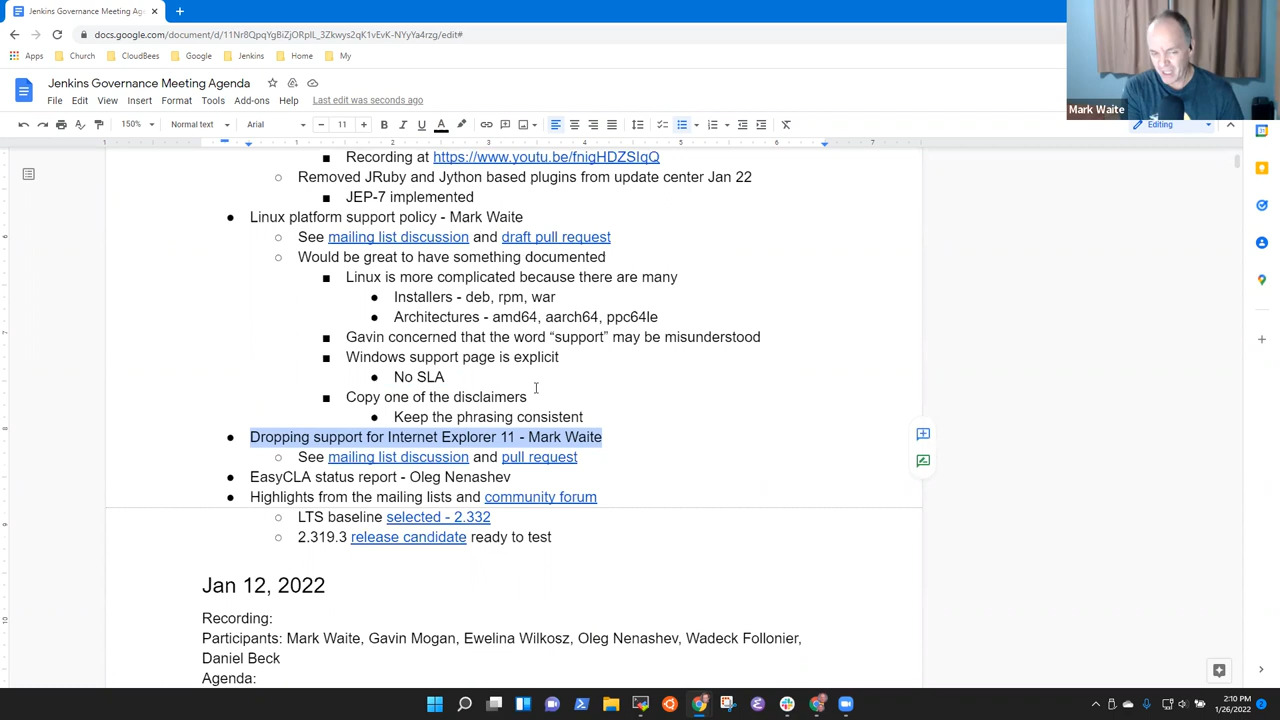 Jenkins Governance Meeting Age
docs.google.com/document/d/11Nr8QpqYgBiZjORplL_3Zkwys2qK1vEvK-NYyYa4rzg/edit#
Apps Church CloudBees Google Jenkins Home My
Jenkins Governance Meeting Agenda
File Edit View Insert Format Tools Add-ons Help Last edit was seconds ago
150% Normal text Arial 11 Editing
Mark Waite
Recording at https://www.youtu.be/fnigHDZSIqQ
Removed JRuby and Jython based plugins from update center Jan 22
JEP-7 implemented
Linux platform support policy - Mark Waite
See mailing list discussion and draft pull request
Would be great to have something documented
Linux is more complicated because there are many
Installers - deb, rpm, war
Architectures - amd64, aarch64, ppc64le
Gavin concerned that the word “support” may be misunderstood
Windows support page is explicit
No SLA
Copy one of the disclaimers
Keep the phrasing consistent
Dropping support for Internet Explorer 11 - Mark Waite
See mailing list discussion and pull request
EasyCLA status report - Oleg Nenashev
Highlights from the mailing lists and community forum
LTS baseline selected - 2.332
2.319.3 release candidate ready to test
Jan 12, 2022
Recording:
Participants: Mark Waite, Gavin Mogan, Ewelina Wilkosz, Oleg Nenashev, Wadeck Follonier,
Daniel Beck
Agenda:
2:10 PM
1/26/2022